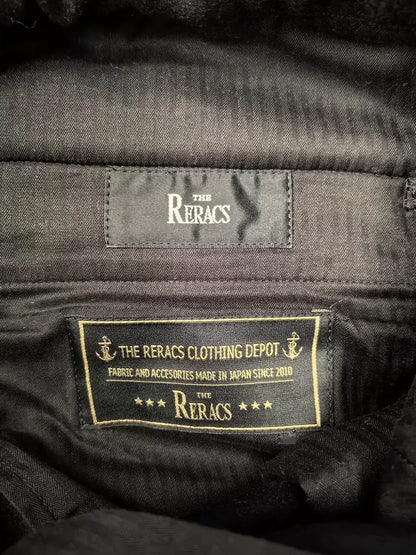 THE
RERACS
THE RERACS CLOTHING DEPOT
FABRIC AND ACCESORIES MADE IN JAPAN SINCE 2010
THE
★★★ RERACS ★★★